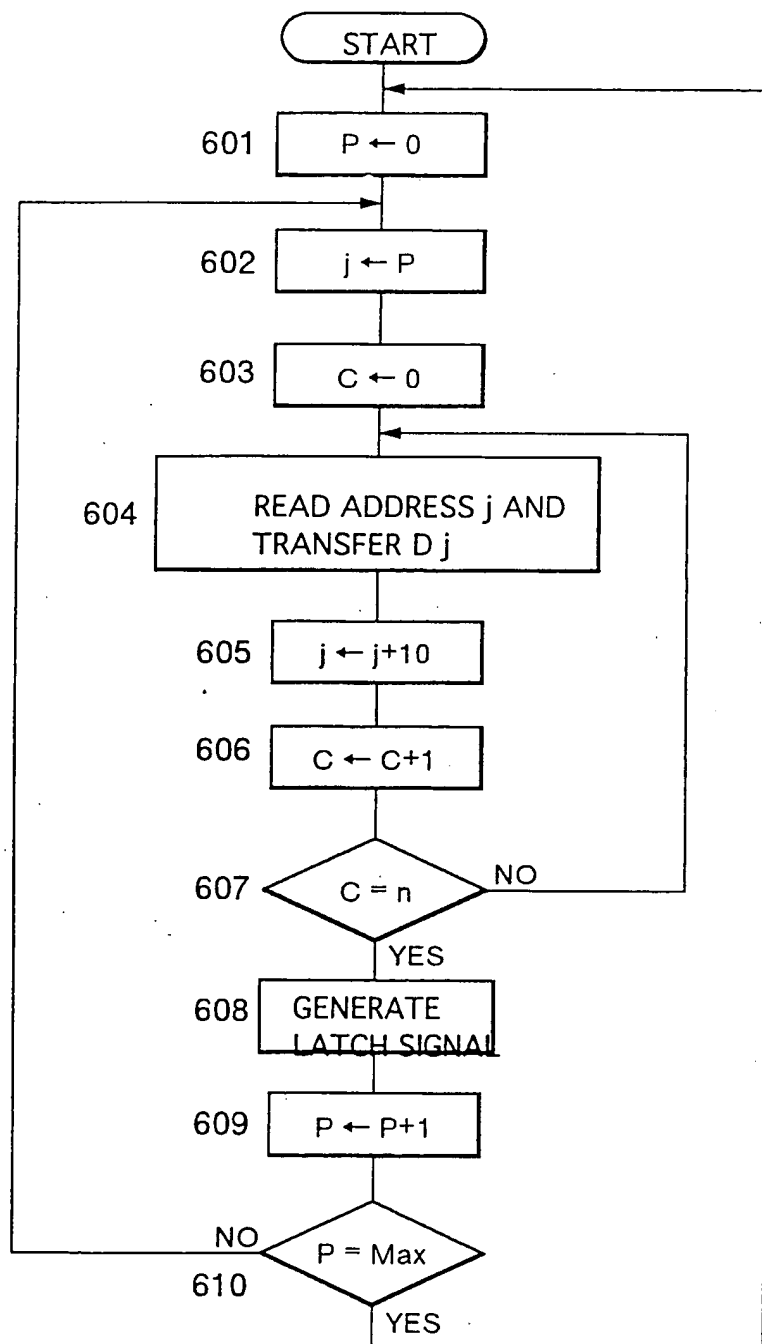 START
601
P ← 0
602
j ← P
603
C ← 0
604
READ ADDRESS j AND
TRANSFER D j
605
j ← j+10
606
C ← C+1
607
C = n
NO
YES
608
GENERATE
LATCH SIGNAL
609
P ← P+1
NO
P = Max
610
YES